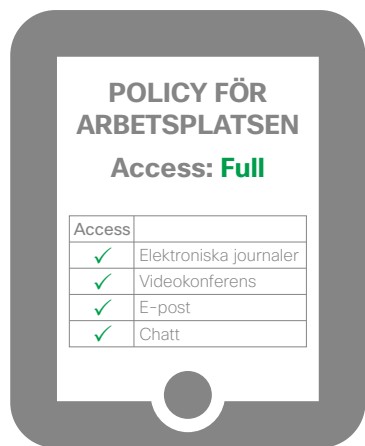 POLICY FÖR
ARBETSPLATSEN
Access: Full
Access
✓ Elektroniska journaler
✓ Videokonferens
✓ E-post
✓ Chatt